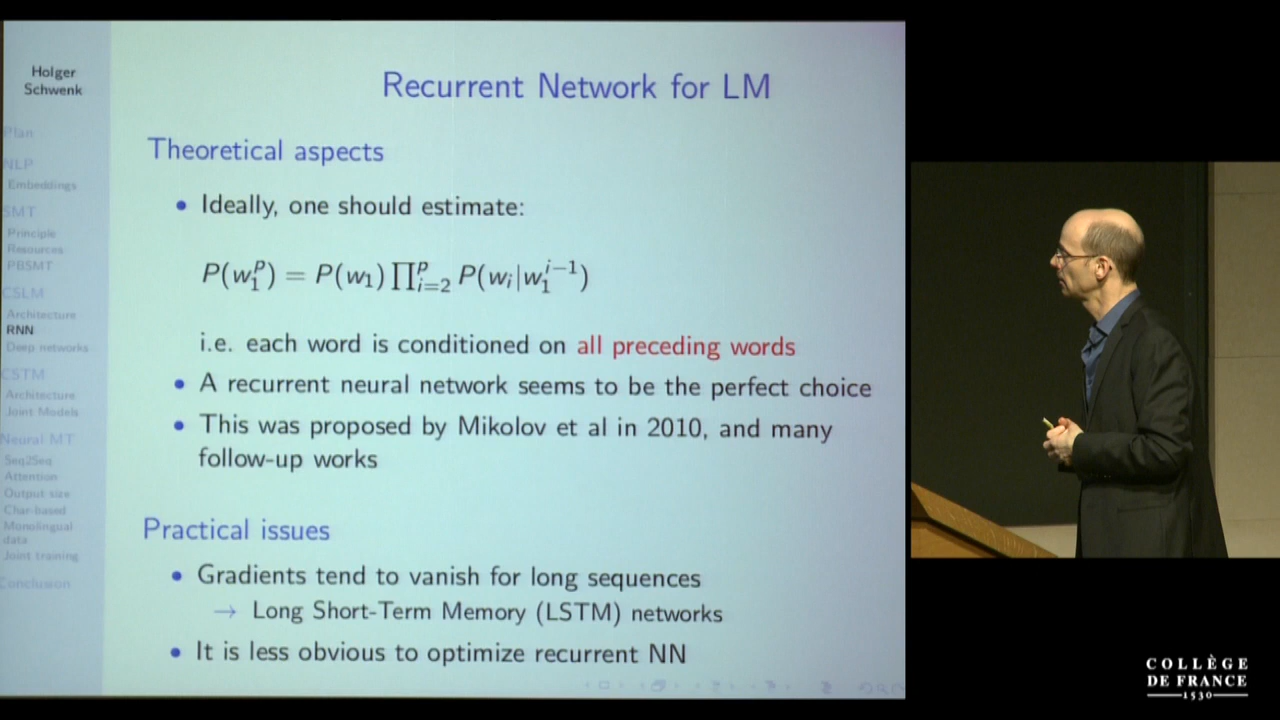 Holger
Schwenk
Plan
NLP
Embeddings
SMT
Principle
Resources
PBSMT
CSLM
Architecture
RNN
Deep networks
CSTM
Architecture
Joint Models
Neural MT
Seq2Seq
Attention
Output size
Char-based
Monolingual
data
Joint training
Conclusion
Recurrent Network for LM
Theoretical aspects
• Ideally, one should estimate:
P(w₁ᵖ) = P(w₁) ∏ᵖᵢ₌₂ P(wᵢ|w₁ⁱ⁻¹)
i.e. each word is conditioned on all preceding words
• A recurrent neural network seems to be the perfect choice
• This was proposed by Mikolov et al in 2010, and many
follow-up works
Practical issues
• Gradients tend to vanish for long sequences
→ Long Short-Term Memory (LSTM) networks
• It is less obvious to optimize recurrent NN
COLLÈGE
DE FRANCE
1530